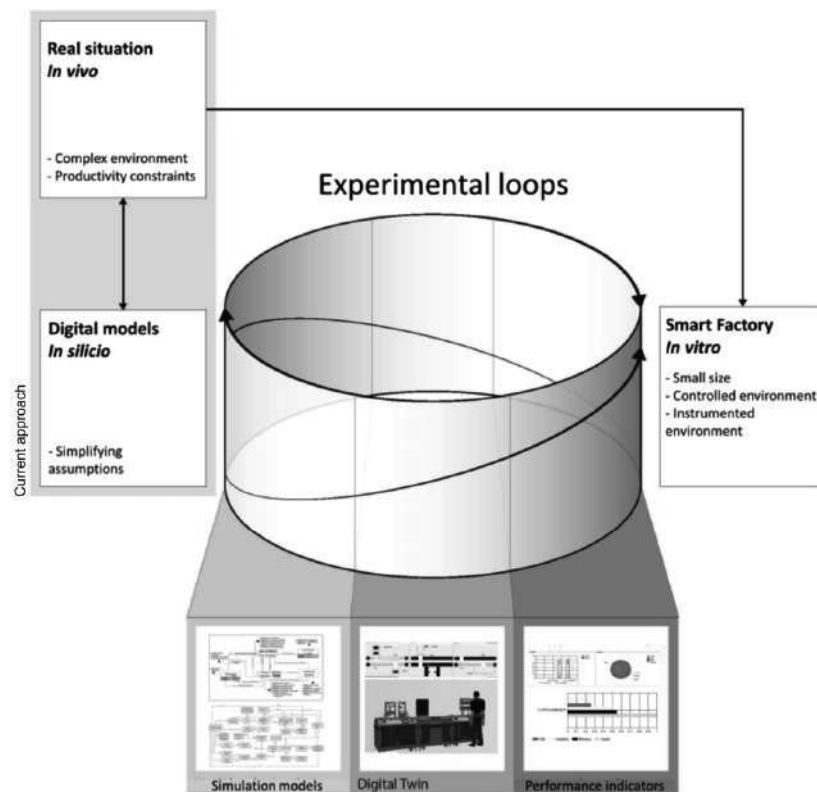 Real situation
In vivo
- Complex environment
- Productivity constraints
Experimental loops
Digital models
In silicio
- Simplifying
assumptions
Current approach
Smart Factory
In vitro
- Small size
- Controlled environment
- Instrumented
environment
Simulation models
Digital Twin
Performance indicators